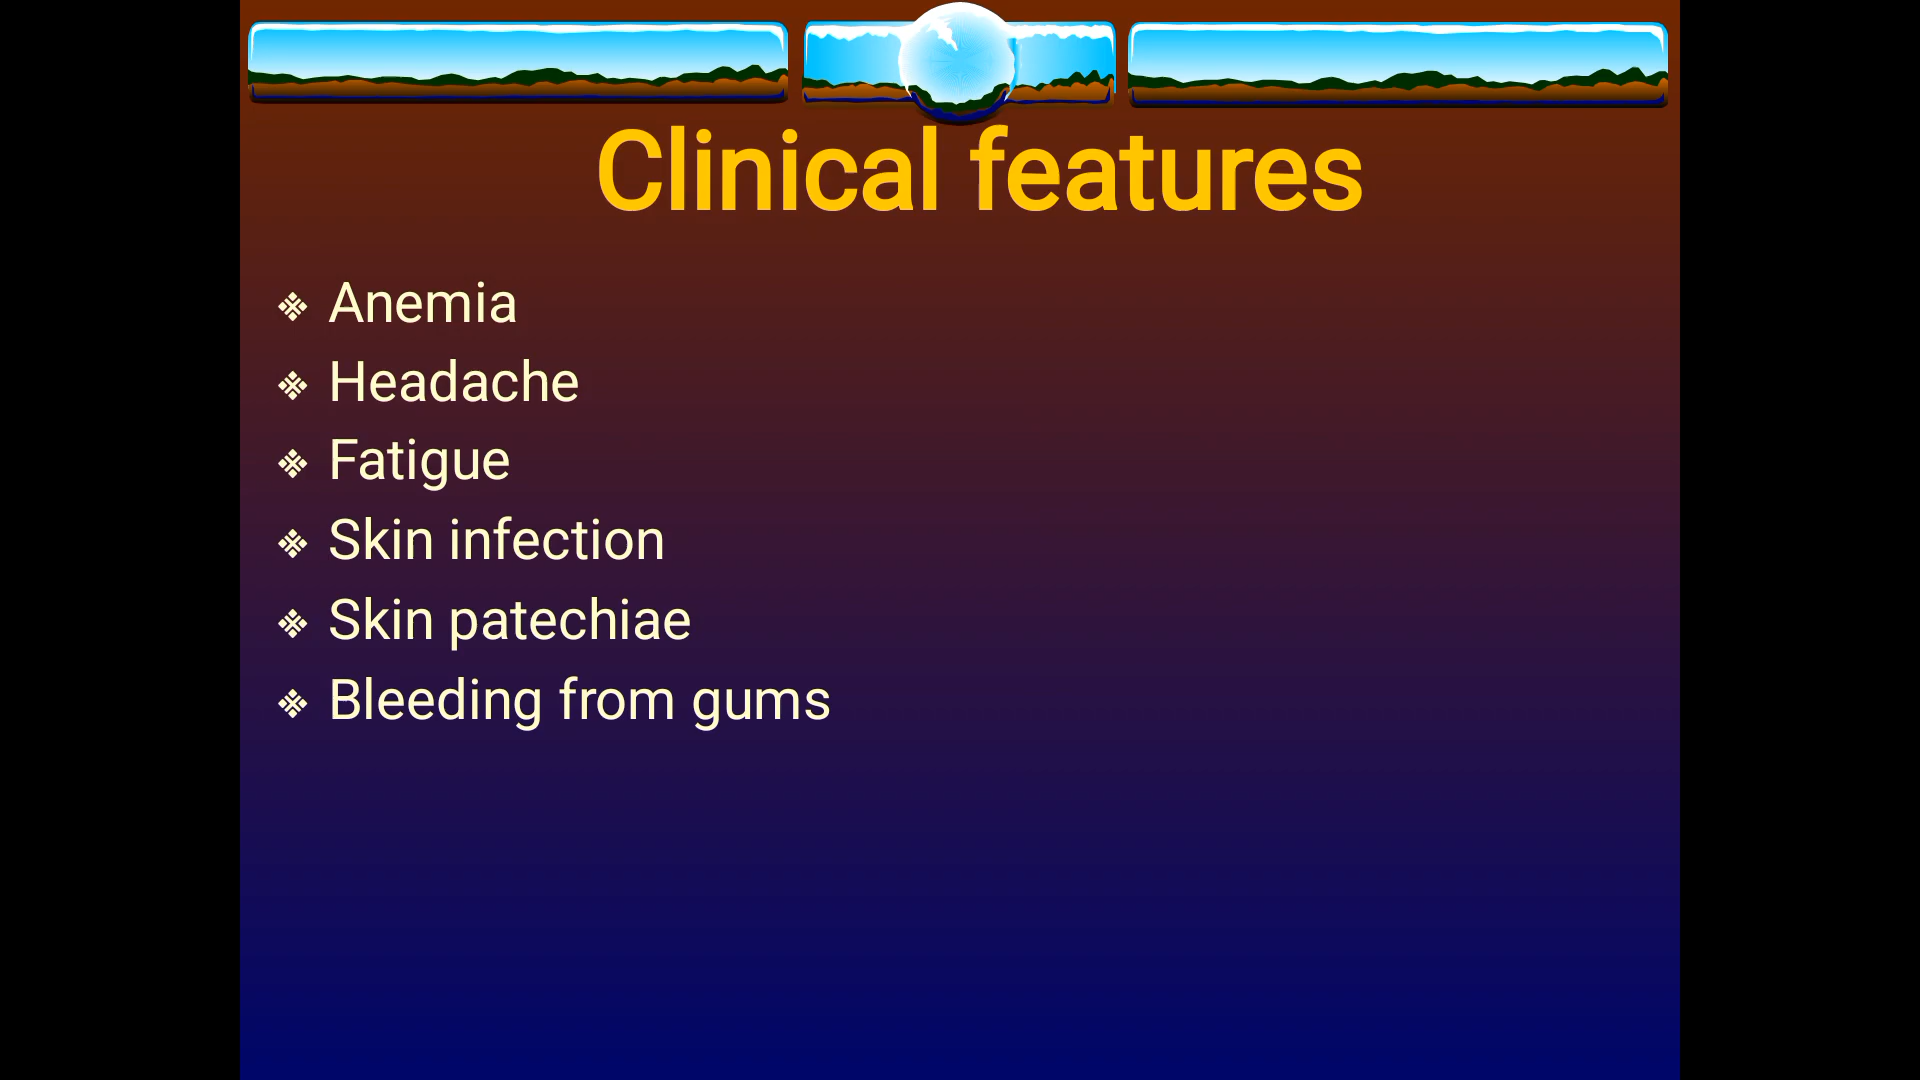 Clinical features
❖ Anemia
❖ Headache
❖ Fatigue
❖ Skin infection
❖ Skin patechiae
❖ Bleeding from gums